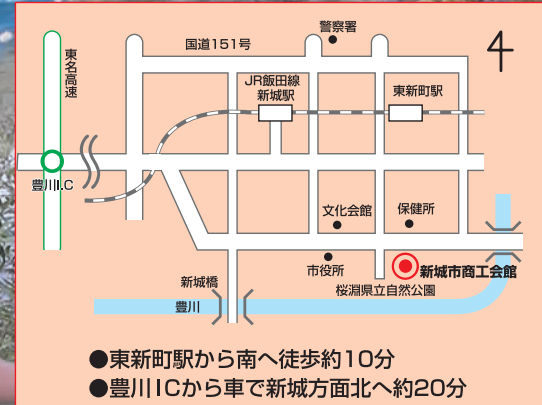 警察署
国道151号
東名高速
JR飯田線
新城駅
東新町駅
豊川I.C
文化会館
保健所
市役所
新城市商工会館
新城橋
桜淵県立自然公園
豊川
●東新町駅から南へ徒歩約10分
●豊川ICから車で新城方面北へ約20分